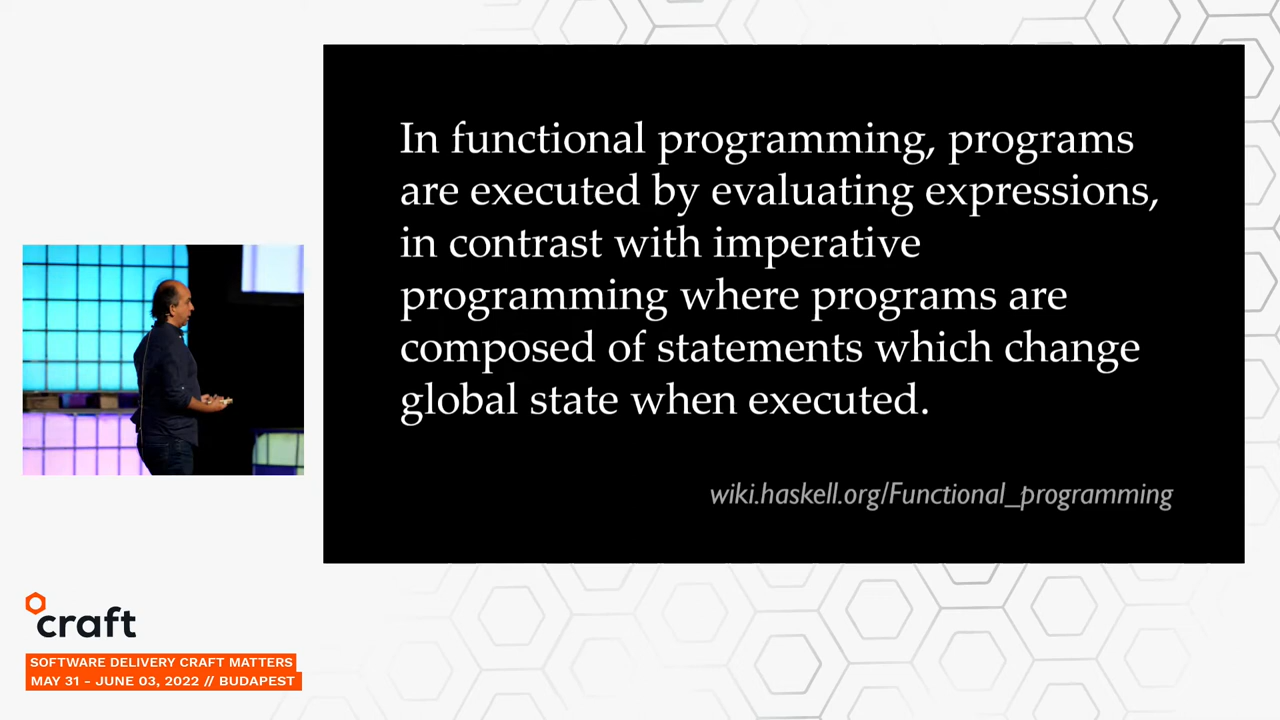 In functional programming, programs
are executed by evaluating expressions,
in contrast with imperative
programming where programs are
composed of statements which change
global state when executed.
wiki.haskell.org/Functional_programming
craft
SOFTWARE DELIVERY CRAFT MATTERS
MAY 31 - JUNE 03, 2022 // BUDAPEST